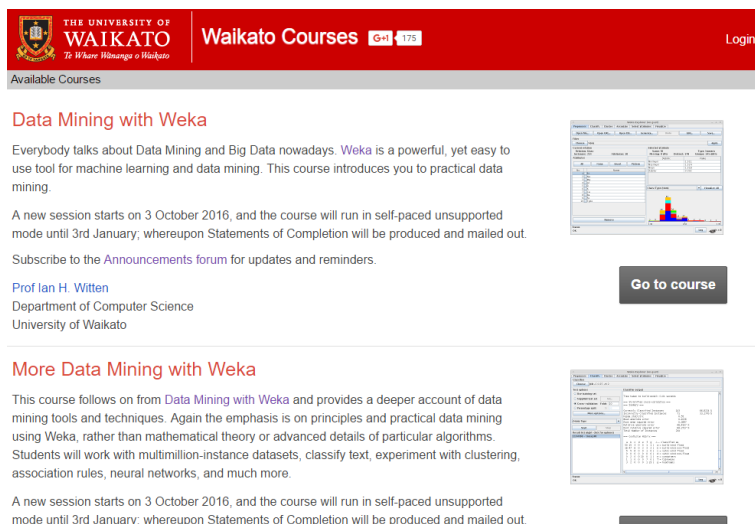 THE UNIVERSITY OF
WAIKATO
Te Whare Wānanga o Waikato
Waikato Courses
G+1 175
Login
Available Courses
Data Mining with Weka
Everybody talks about Data Mining and Big Data nowadays. Weka is a powerful, yet easy to
use tool for machine learning and data mining. This course introduces you to practical data
mining.
A new session starts on 3 October 2016, and the course will run in self-paced unsupported
mode until 3rd January; whereupon Statements of Completion will be produced and mailed out.
Subscribe to the Announcements forum for updates and reminders.
Go to course
Prof Ian H. Witten
Department of Computer Science
University of Waikato
More Data Mining with Weka
This course follows on from Data Mining with Weka and provides a deeper account of data
mining tools and techniques. Again the emphasis is on principles and practical data mining
using Weka, rather than mathematical theory or advanced details of particular algorithms.
Students will work with multimillion-instance datasets, classify text, experiment with clustering,
association rules, neural networks, and much more.
A new session starts on 3 October 2016, and the course will run in self-paced unsupported
mode until 3rd January; whereupon Statements of Completion will be produced and mailed out.